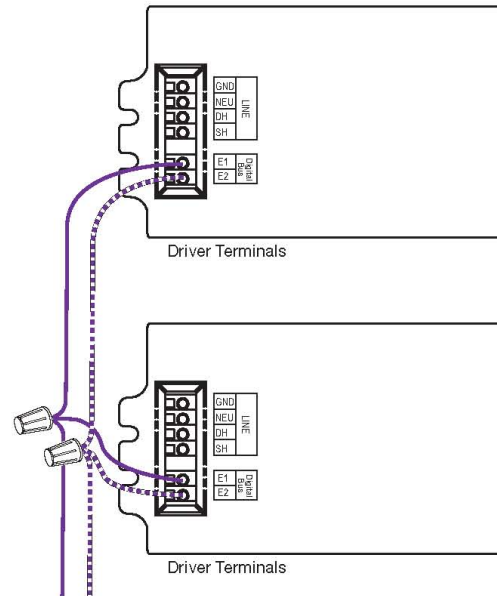 GND
NEU
DH
SH
LINE
E1
E2
Digital
Bus
Driver Terminals
GND
NEU
DH
SH
LINE
E1
E2
Digital
Bus
Driver Terminals